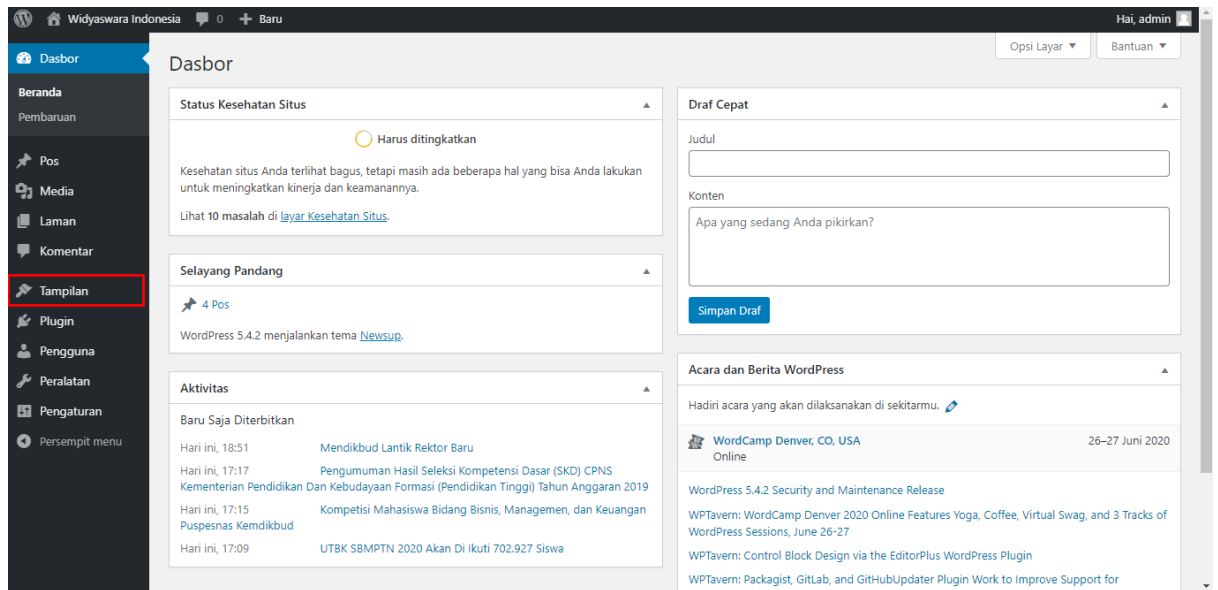 Widyaswara Indonesia 0 + Baru Hai, admin
Dasbor
Beranda
Pembaruan
Pos
Media
Laman
Komentar
Tampilan
Plugin
Pengguna
Peralatan
Pengaturan
Persempit menu
Opsi Layar ▼ Bantuan ▼
Dasbor
Status Kesehatan Situs
Harus ditingkatkan
Kesehatan situs Anda terlihat bagus, tetapi masih ada beberapa hal yang bisa Anda lakukan
untuk meningkatkan kinerja dan keamanannya.
Lihat 10 masalah di layar Kesehatan Situs.
Selayang Pandang
4 Pos
WordPress 5.4.2 menjalankan tema Newsup.
Aktivitas
Baru Saja Diterbitkan
Hari ini, 18:51 Mendikbud Lantik Rektor Baru
Hari ini, 17:17 Pengumuman Hasil Seleksi Kompetensi Dasar (SKD) CPNS
Kementerian Pendidikan Dan Kebudayaan Formasi (Pendidikan Tinggi) Tahun Anggaran 2019
Hari ini, 17:15 Kompetisi Mahasiswa Bidang Bisnis, Managemen, dan Keuangan
Puspesnas Kemdikbud
Hari ini, 17:09 UTBK SBMPTN 2020 Akan Di Ikuti 702.927 Siswa
Draf Cepat
Judul
Konten
Apa yang sedang Anda pikirkan?
Simpan Draf
Acara dan Berita WordPress
Hadiri acara yang akan dilaksanakan di sekitarmu.
WordCamp Denver, CO, USA 26–27 Juni 2020
Online
WordPress 5.4.2 Security and Maintenance Release
WPTavern: WordCamp Denver 2020 Online Features Yoga, Coffee, Virtual Swag, and 3 Tracks of
WordPress Sessions, June 26-27
WPTavern: Control Block Design via the EditorPlus WordPress Plugin
WPTavern: Packagist, GitLab, and GitHubUpdater Plugin Work to Improve Support for